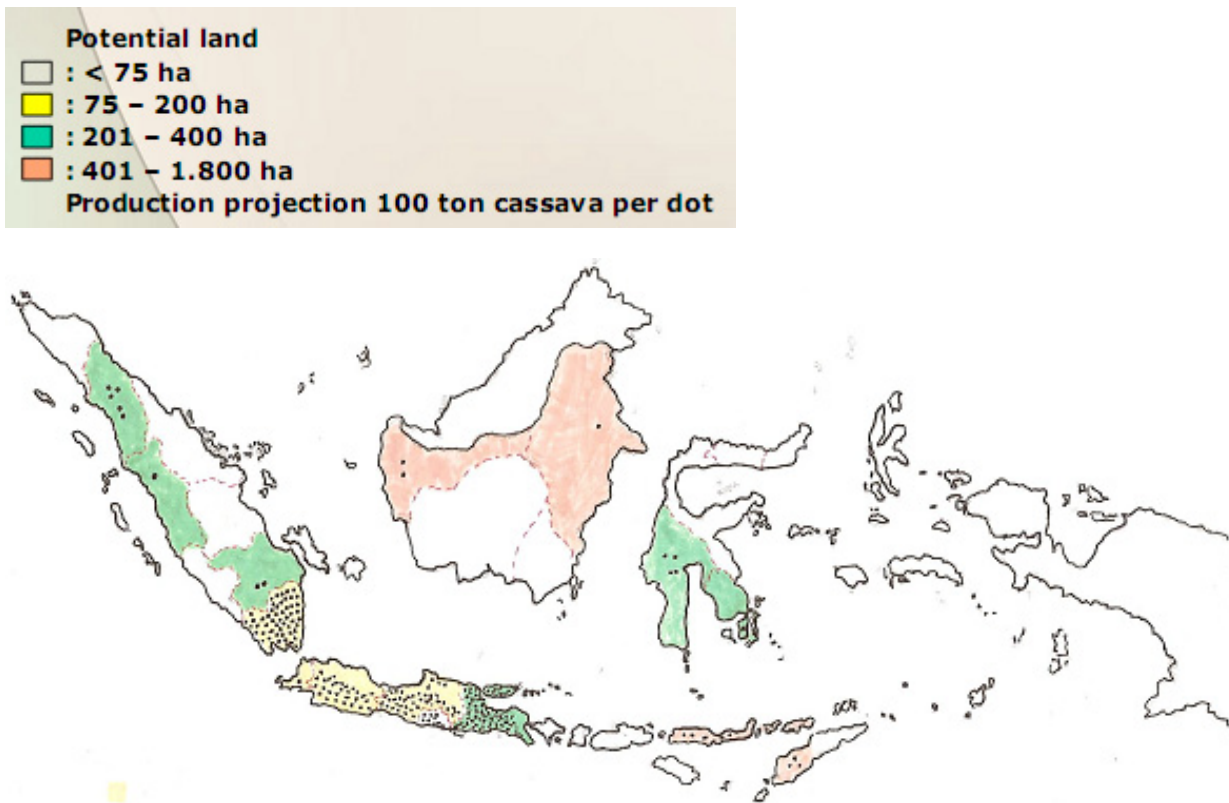 Potential land
: < 75 ha
: 75 – 200 ha
: 201 – 400 ha
: 401 – 1.800 ha
Production projection 100 ton cassava per dot